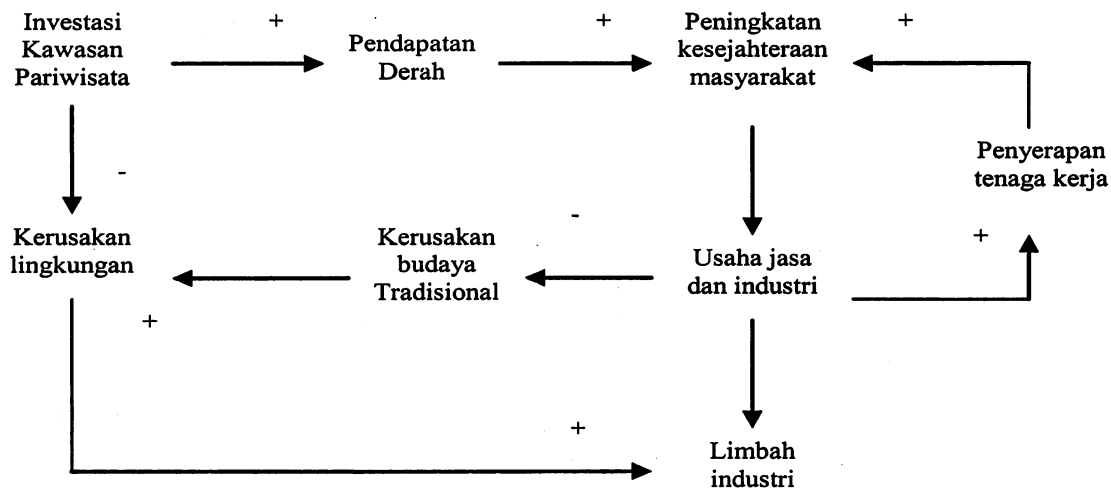 Investasi
Kawasan
Pariwisata
+
Pendapatan
Derah
+
Peningkatan
kesejahteraan
masyarakat
+
Penyerapan
tenaga kerja
-
Kerusakan
lingkungan
+
Kerusakan
budaya
Tradisional
-
Usaha jasa
dan industri
+
+
Limbah
industri